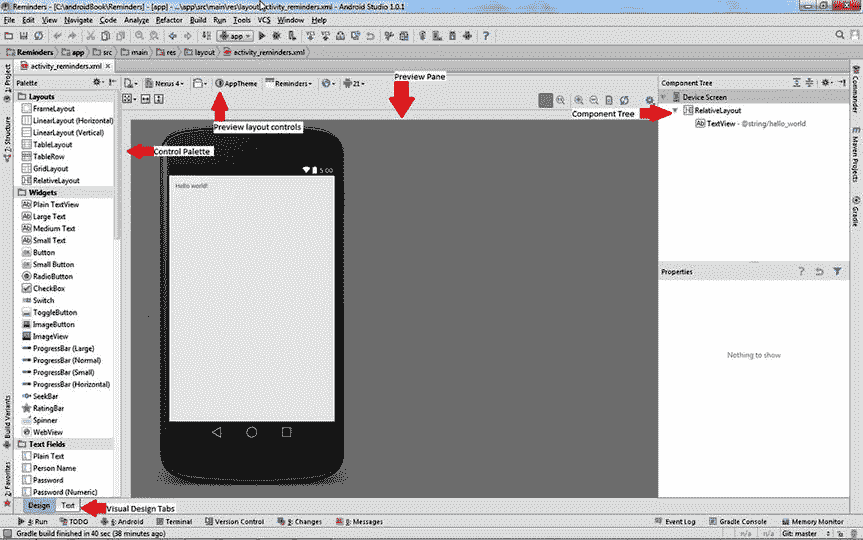 Reminders - [C:\androidBook\Reminders] - [app] - ...\app\src\main\res\layout\activity_reminders.xml - Android Studio 1.0.1
File Edit View Navigate Code Analyze Refactor Build Run Tools VCS Window Help
app
Reminders app src main res layout activity_reminders.xml
activity_reminders.xml
1: Project
2: Structure
Build Variants
2: Favorites
Palette
Layouts
FrameLayout
LinearLayout (Horizontal)
LinearLayout (Vertical)
TableLayout
TableRow
GridLayout
RelativeLayout
Widgets
Plain TextView
Large Text
Medium Text
Small Text
Button
Small Button
RadioButton
CheckBox
Switch
ToggleButton
ImageButton
ImageView
ProgressBar (Large)
ProgressBar (Normal)
ProgressBar (Small)
ProgressBar (Horizontal)
SeekBar
RatingBar
Spinner
WebView
Text Fields
Plain Text
Person Name
Password
Password (Numeric)
Design Text
Visual Design Tabs
Nexus 4 AppTheme Reminders 21
Preview Pane
Preview layout controls
Control Palette
5:00
Hello world!
Component Tree
Component Tree
Device Screen
RelativeLayout
TextView - @string/hello_world
Properties
Nothing to show
Commander
Maven Projects
Gradle
4: Run TODO 6: Android Terminal Version Control 9: Changes 0: Messages Event Log Gradle Console Memory Monitor
Gradle build finished in 40 sec (38 minutes ago) n/a n/a Git: master